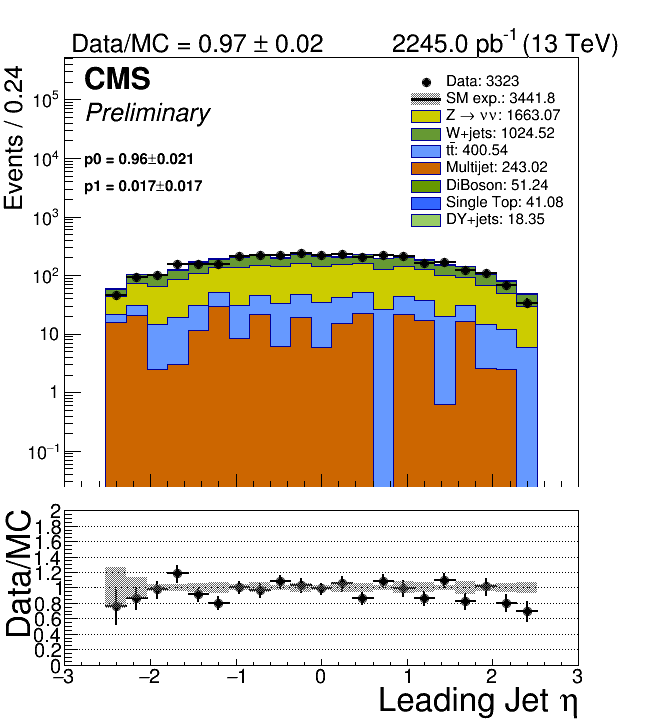 Data/MC = 0.97 ± 0.02
2245.0 pb⁻¹ (13 TeV)
CMS
Preliminary
p0 = 0.96±0.021
p1 = 0.017±0.017
Data: 3323
SM exp.: 3441.8
Z → νν: 1663.07
W+jets: 1024.52
tt̄: 400.54
Multijet: 243.02
DiBoson: 51.24
Single Top: 41.08
DY+jets: 18.35
Events / 0.24
10⁵
10⁴
10³
10²
10
1
10⁻¹
Data/MC
2
1.8
1.6
1.4
1.2
1.0
0.8
0.6
0.4
0.2
0
−3 −2 −1 0 1 2 3
Leading Jet η